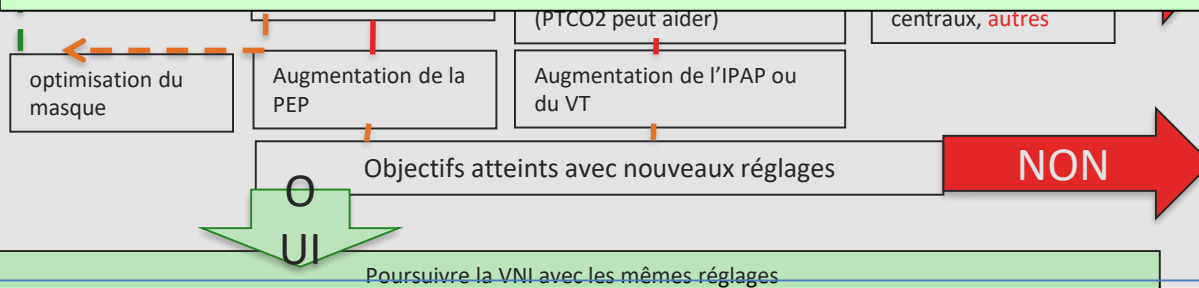 (PTCO2 peut aider)
centraux, autres
optimisation du
masque
Augmentation de la
PEP
Augmentation de l'IPAP ou
du VT
Objectifs atteints avec nouveaux réglages
NON
O
UI
Poursuivre la VNI avec les mêmes réglages